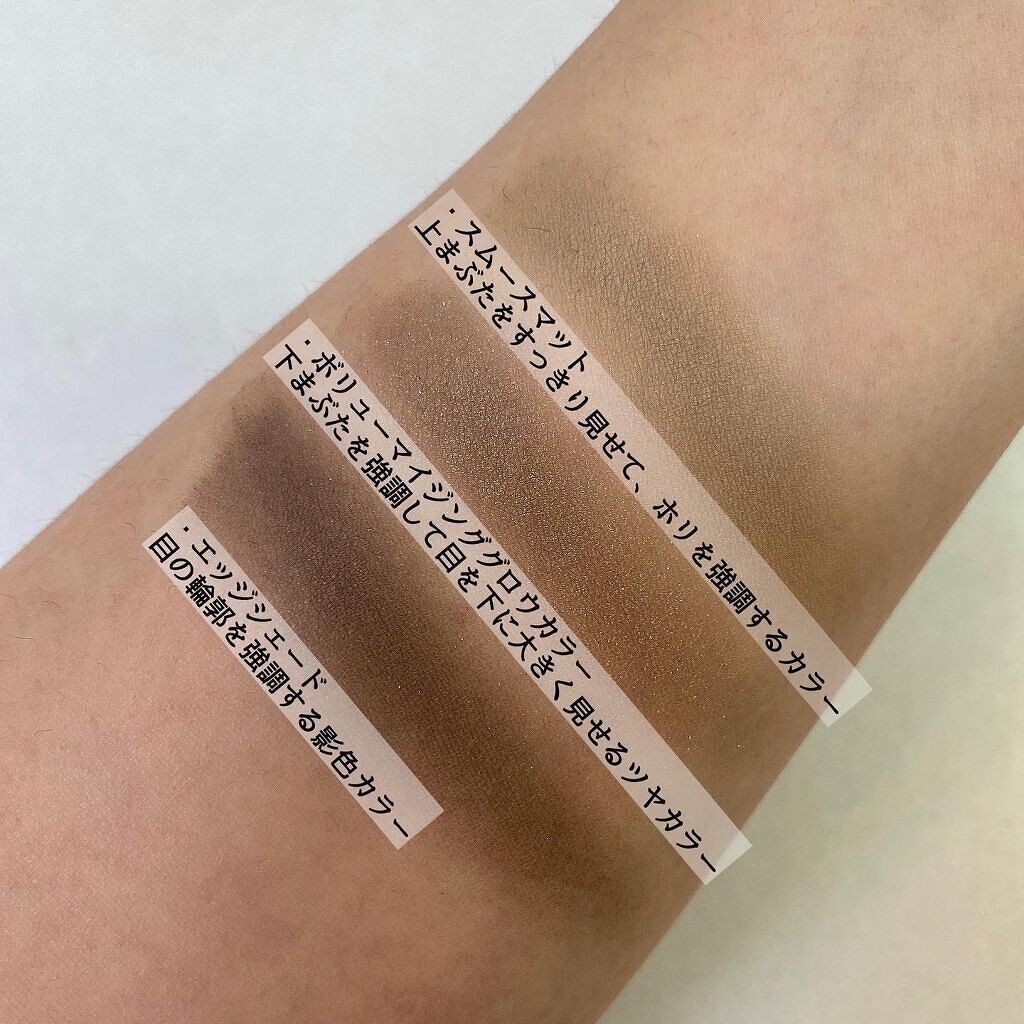 ・スムースマット
上まぶたをすっきり見せて、ホリを強調するカラー
・ボリューマイジンググロウカラー
下まぶたを強調して目を下に大きく見せるツヤカラー
・エッジシェード
目の輪郭を強調する影色カラー